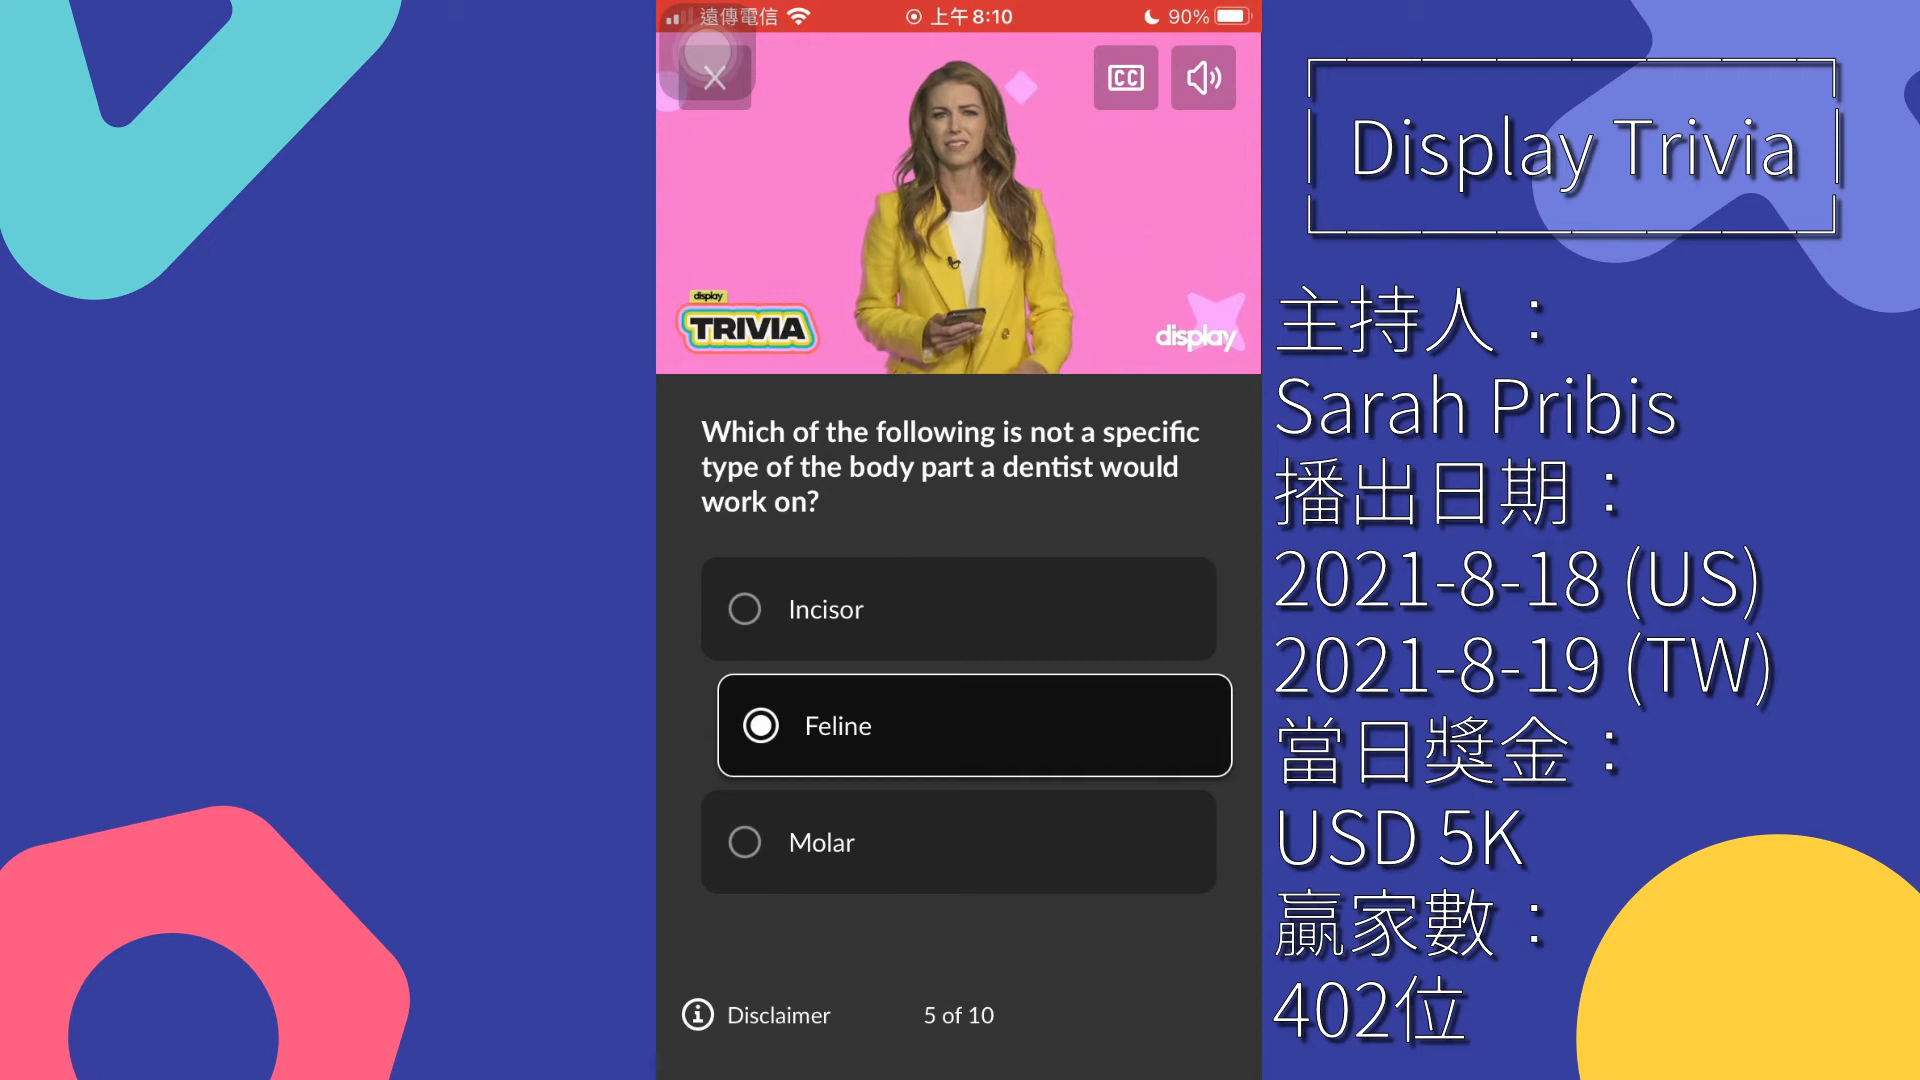 遠傳電信
上午8:10
90%
CC
display
TRIVIA
display
Which of the following is not a specific
type of the body part a dentist would
work on?
Incisor
Feline
Molar
Disclaimer
5 of 10
Display Trivia
主持人：
Sarah Pribis
播出日期：
2021-8-18 (US)
2021-8-19 (TW)
當日獎金：
USD 5K
贏家數：
402位